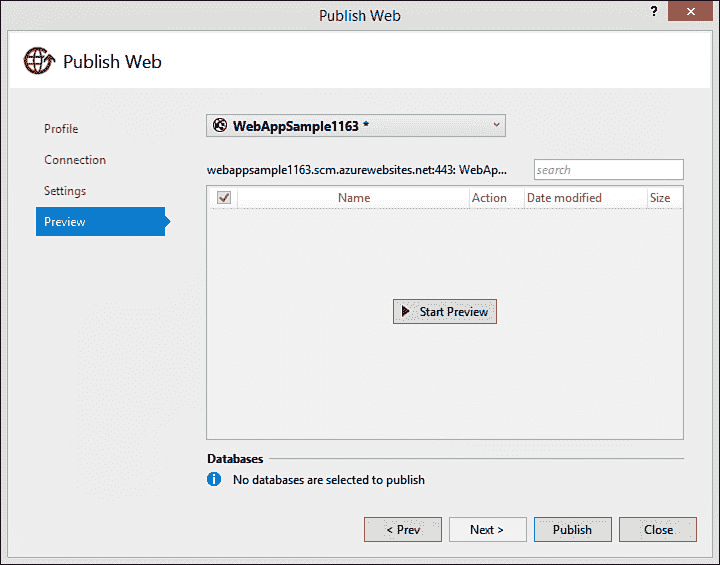 Publish Web
?
Publish Web
Profile
Connection
Settings
Preview
WebAppSample1163 *
webappsample1163.scm.azurewebsites.net:443: WebAp... search
Name Action Date modified Size
Start Preview
Databases
No databases are selected to publish
< Prev Next > Publish Close